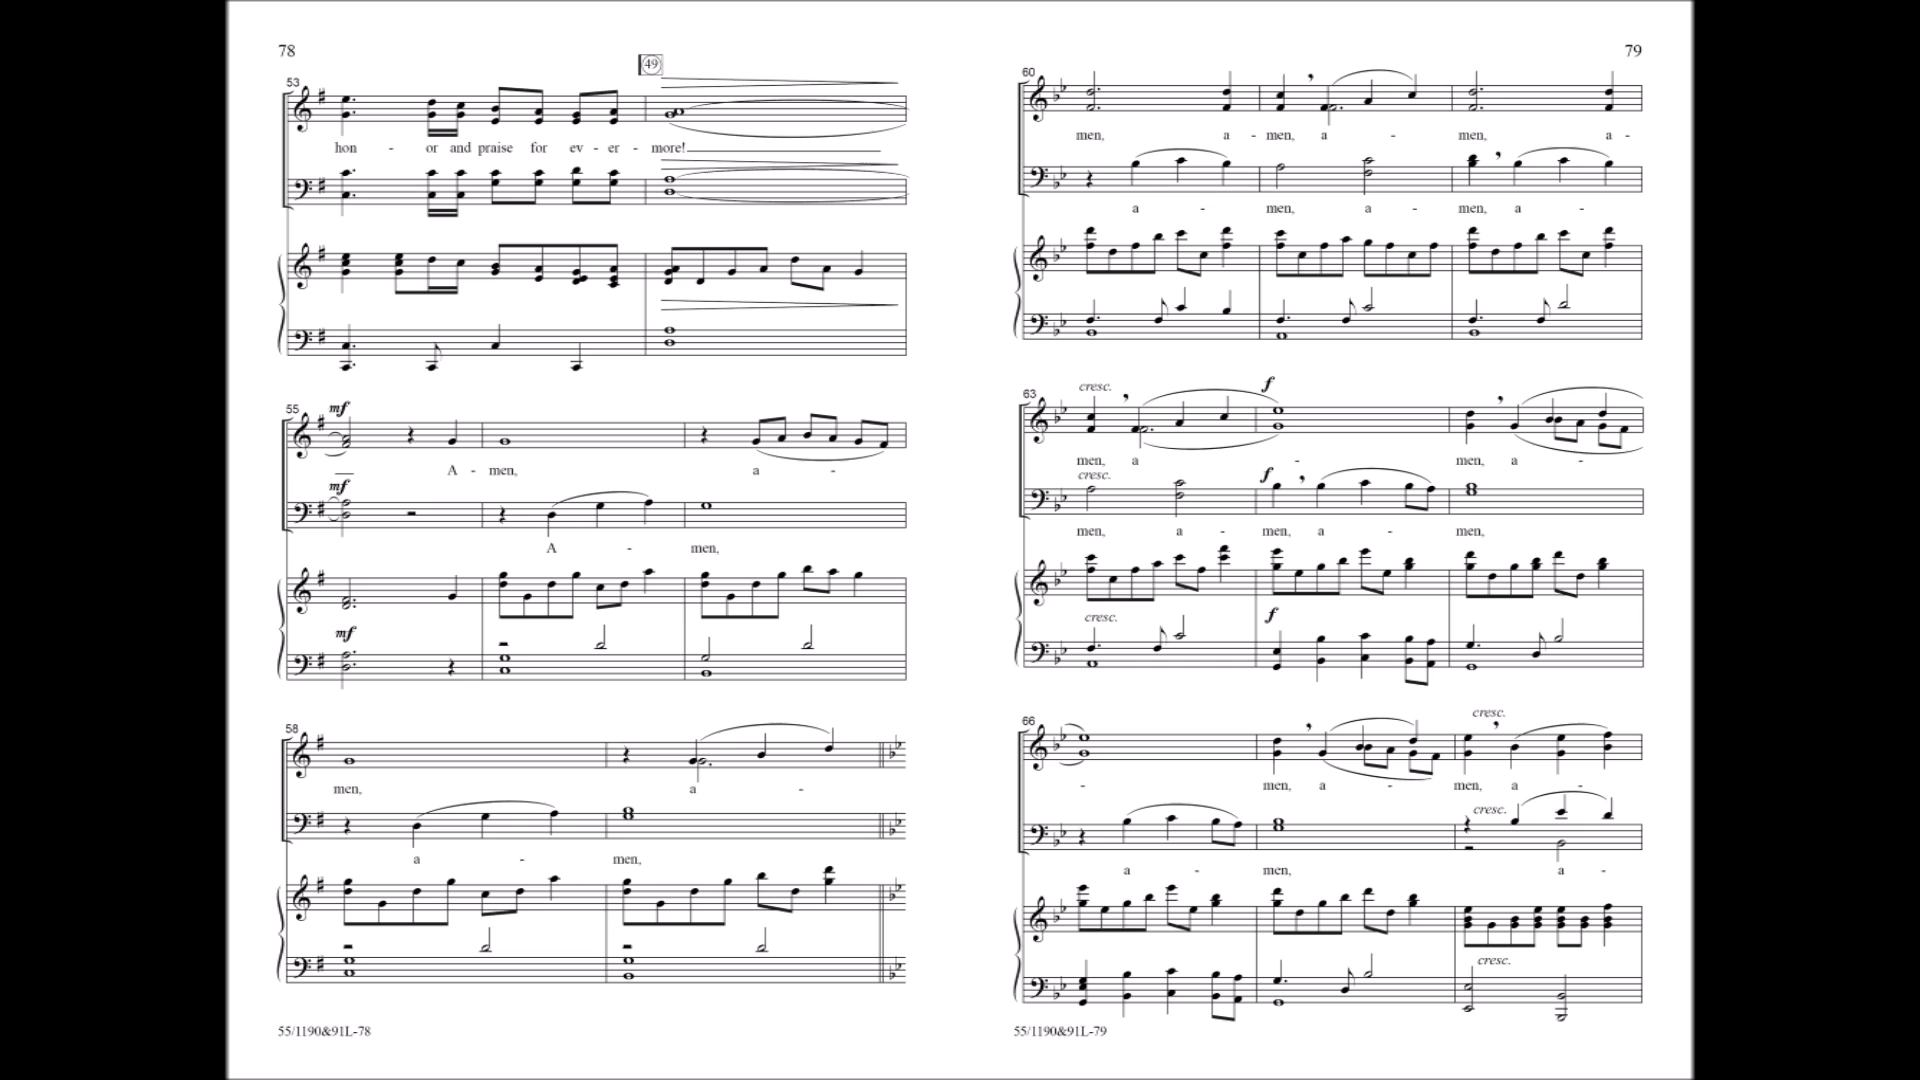 78
49
53
hon - or and praise for ev - er - more!
55
mf
A - men, a -
mf
A - men,
mf
58
men, a -
a - men,
55/1190&91L-78
79
60
men, a - men, a - men, a -
a - men, a - men, a -
63
cresc. f
men, a - men, a -
cresc. f
men, a - men, a - men,
cresc. f
66
cresc.
- men, a - men, a -
cresc.
a - men, a -
cresc.
55/1190&91L-79